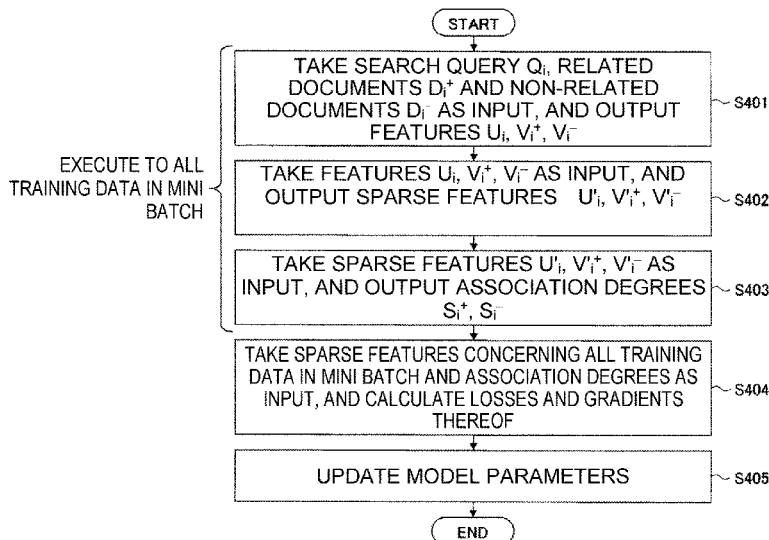 START
TAKE SEARCH QUERY Qi, RELATED
DOCUMENTS Di+ AND NON-RELATED
DOCUMENTS Di- AS INPUT, AND OUTPUT
FEATURES Ui, Vi+, Vi-
S401
EXECUTE TO ALL
TRAINING DATA IN MINI
BATCH
TAKE FEATURES Ui, Vi+, Vi- AS INPUT, AND
OUTPUT SPARSE FEATURES U'i, V'i+, V'i-
S402
TAKE SPARSE FEATURES U'i, V'i+, V'i- AS
INPUT, AND OUTPUT ASSOCIATION DEGREES
Si+, Si-
S403
TAKE SPARSE FEATURES CONCERNING ALL TRAINING
DATA IN MINI BATCH AND ASSOCIATION DEGREES AS
INPUT, AND CALCULATE LOSSES AND GRADIENTS
THEREOF
S404
UPDATE MODEL PARAMETERS
S405
END